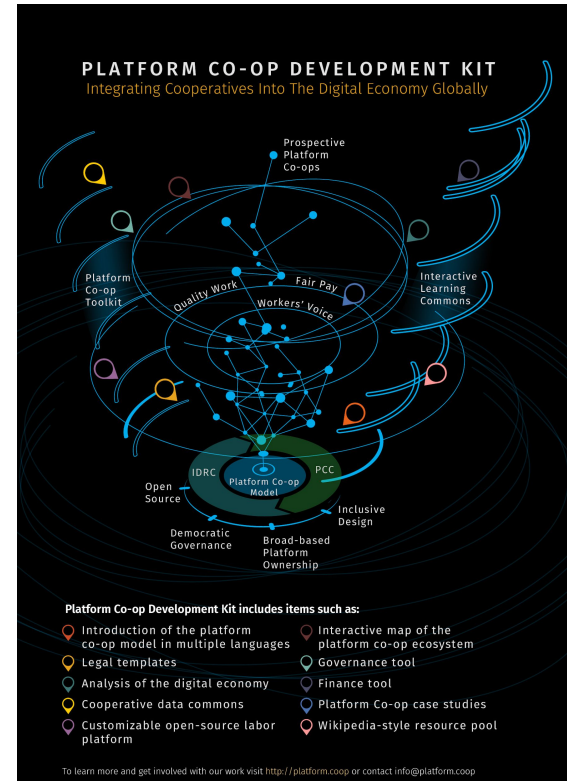 PLATFORM CO-OP DEVELOPMENT KIT
Integrating Cooperatives Into The Digital Economy Globally
Prospective
Platform
Co-ops
Platform
Co-op
Toolkit
Quality Work
Fair Pay
Workers' Voice
Interactive
Learning
Commons
IDRC
PCC
Platform Co-op
Model
Open
Source
Democratic
Governance
Broad-based
Platform
Ownership
Inclusive
Design
Platform Co-op Development Kit includes items such as:
Introduction of the platform
co-op model in multiple languages
Legal templates
Analysis of the digital economy
Cooperative data commons
Customizable open-source labor
platform
Interactive map of the
platform co-op ecosystem
Governance tool
Finance tool
Platform Co-op case studies
Wikipedia-style resource pool
To learn more and get involved with our work visit http://platform.coop or contact info@platform.coop